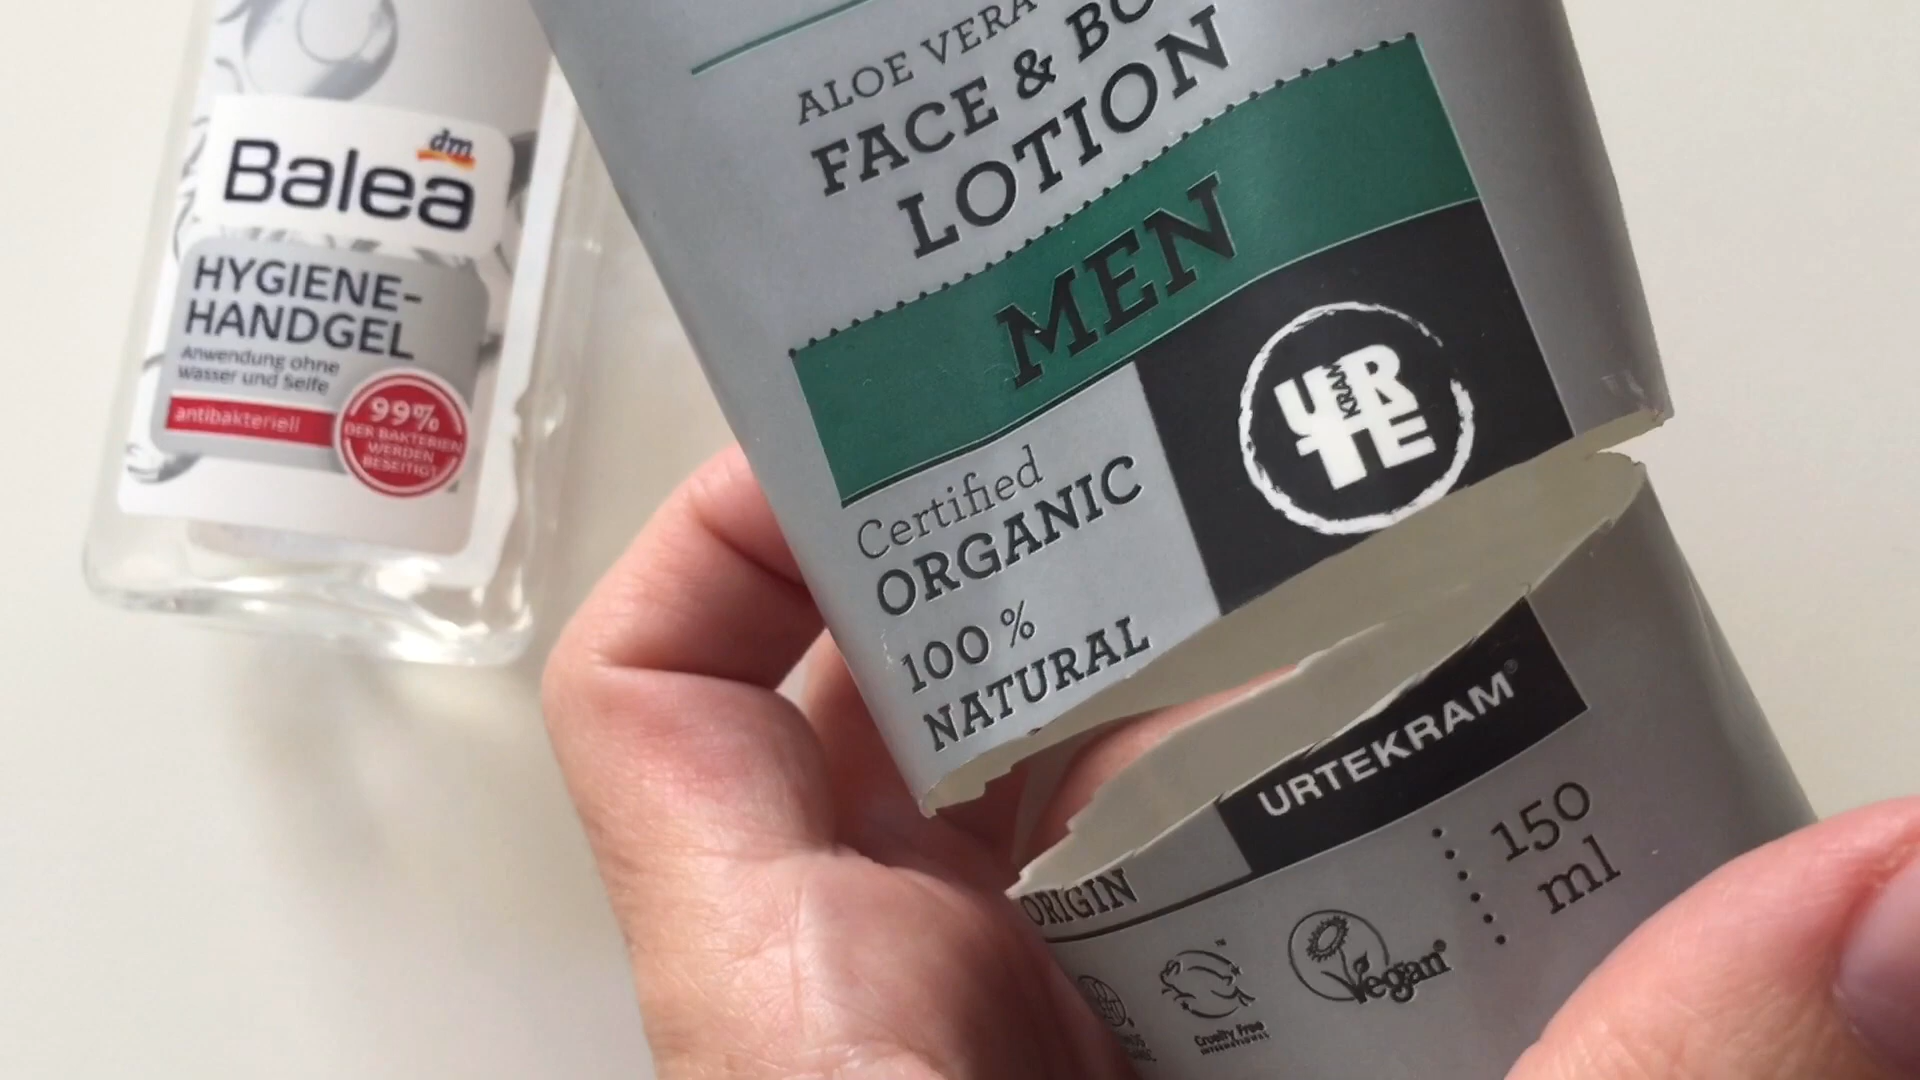 dm
Balea
HYGIENE-
HANDGEL
Anwendung ohne
Wasser und Seife
antibakteriell
99%
DER BAKTERIEN
WERDEN
BESEITIGT
ALOE VERA
FACE & BO
LOTION
MEN
Certified
ORGANIC
100 %
NATURAL
URTE
KRAM
ORIGIN
URTEKRAM®
150
ml
Cruelty Free
INTERNATIONAL
Vegan®